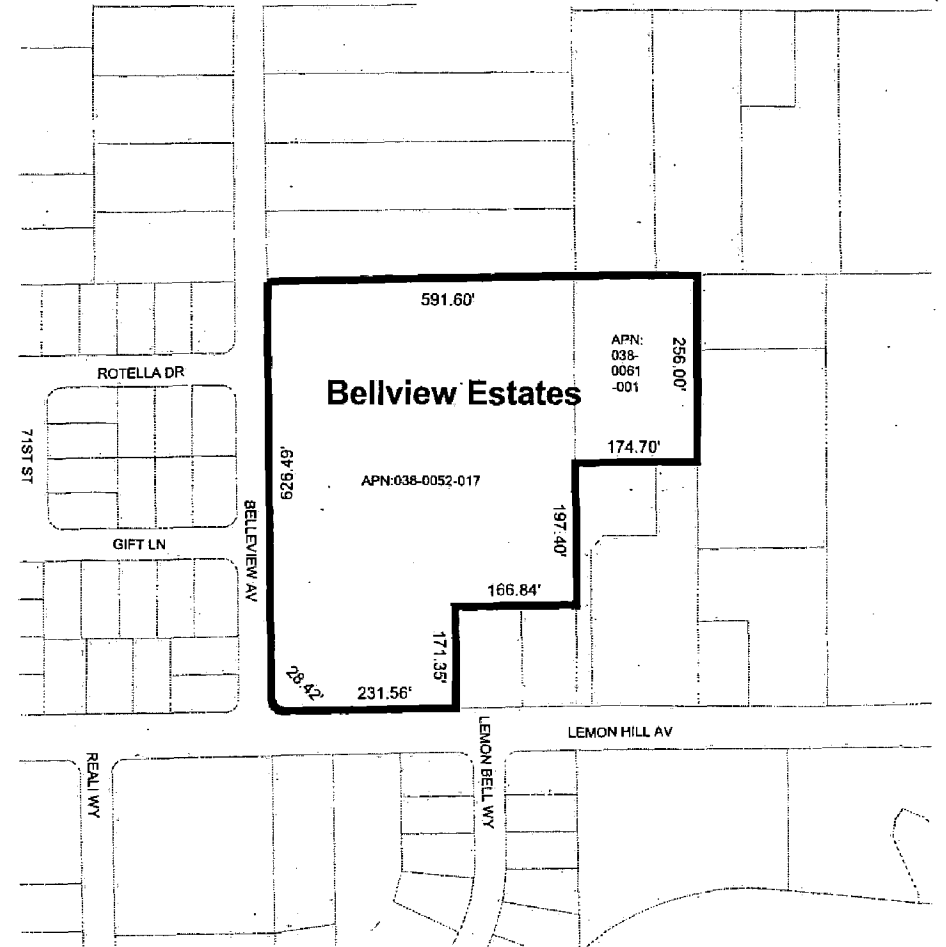 591.60'
APN:
038-
0061
-001
256.00'
ROTELLA DR
Bellview Estates
71ST ST
174.70'
626.49'
APN:038-0052-017
BELLEVIEW AV
197.40'
GIFT LN
166.84'
171.35'
28.42'
231.56'
LEMON HILL AV
LEMON BELL WY
REALI WY